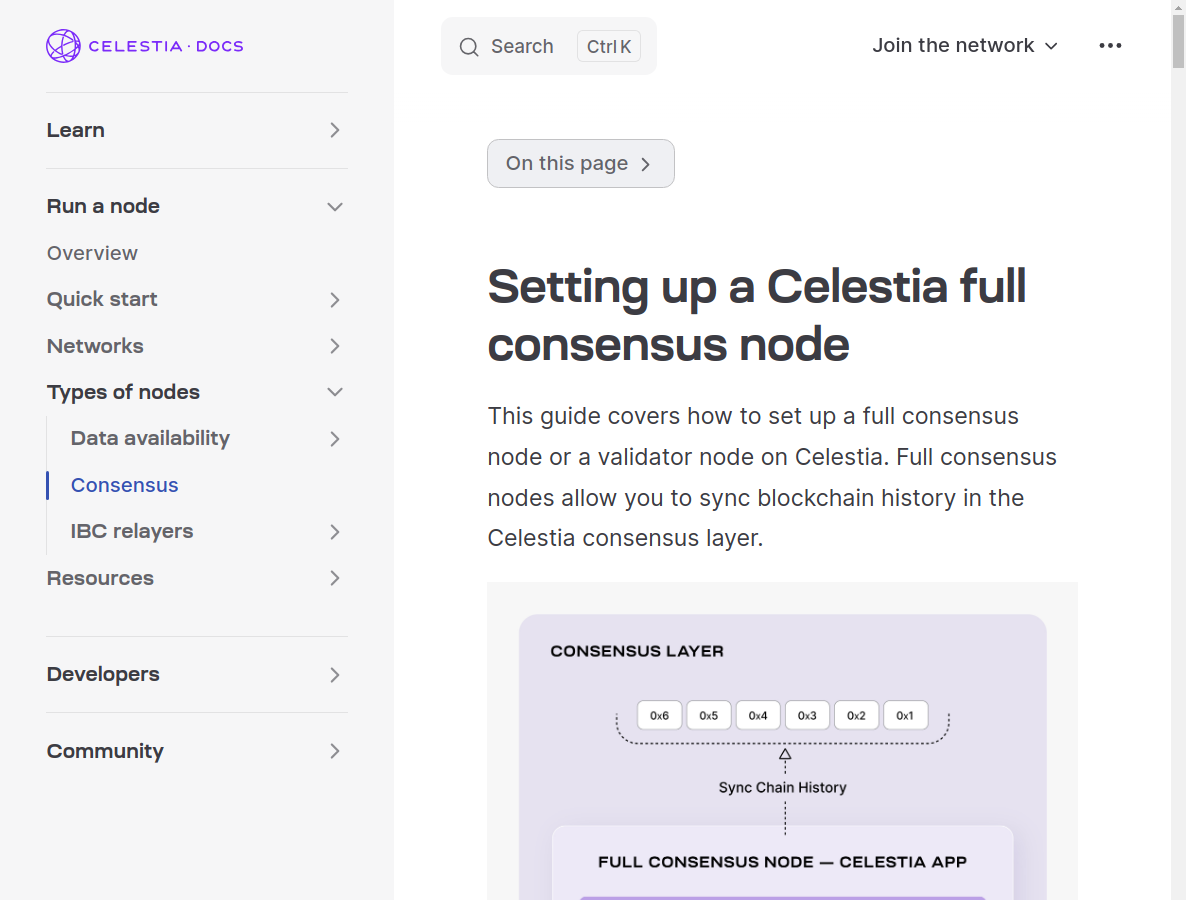 CELESTIA · DOCS
Learn
Run a node
Overview
Quick start
Networks
Types of nodes
Data availability
Consensus
IBC relayers
Resources
Developers
Community
Search Ctrl K
Join the network
On this page
Setting up a Celestia full
consensus node
This guide covers how to set up a full consensus
node or a validator node on Celestia. Full consensus
nodes allow you to sync blockchain history in the
Celestia consensus layer.
CONSENSUS LAYER
0x6 0x5 0x4 0x3 0x2 0x1
Sync Chain History
FULL CONSENSUS NODE — CELESTIA APP